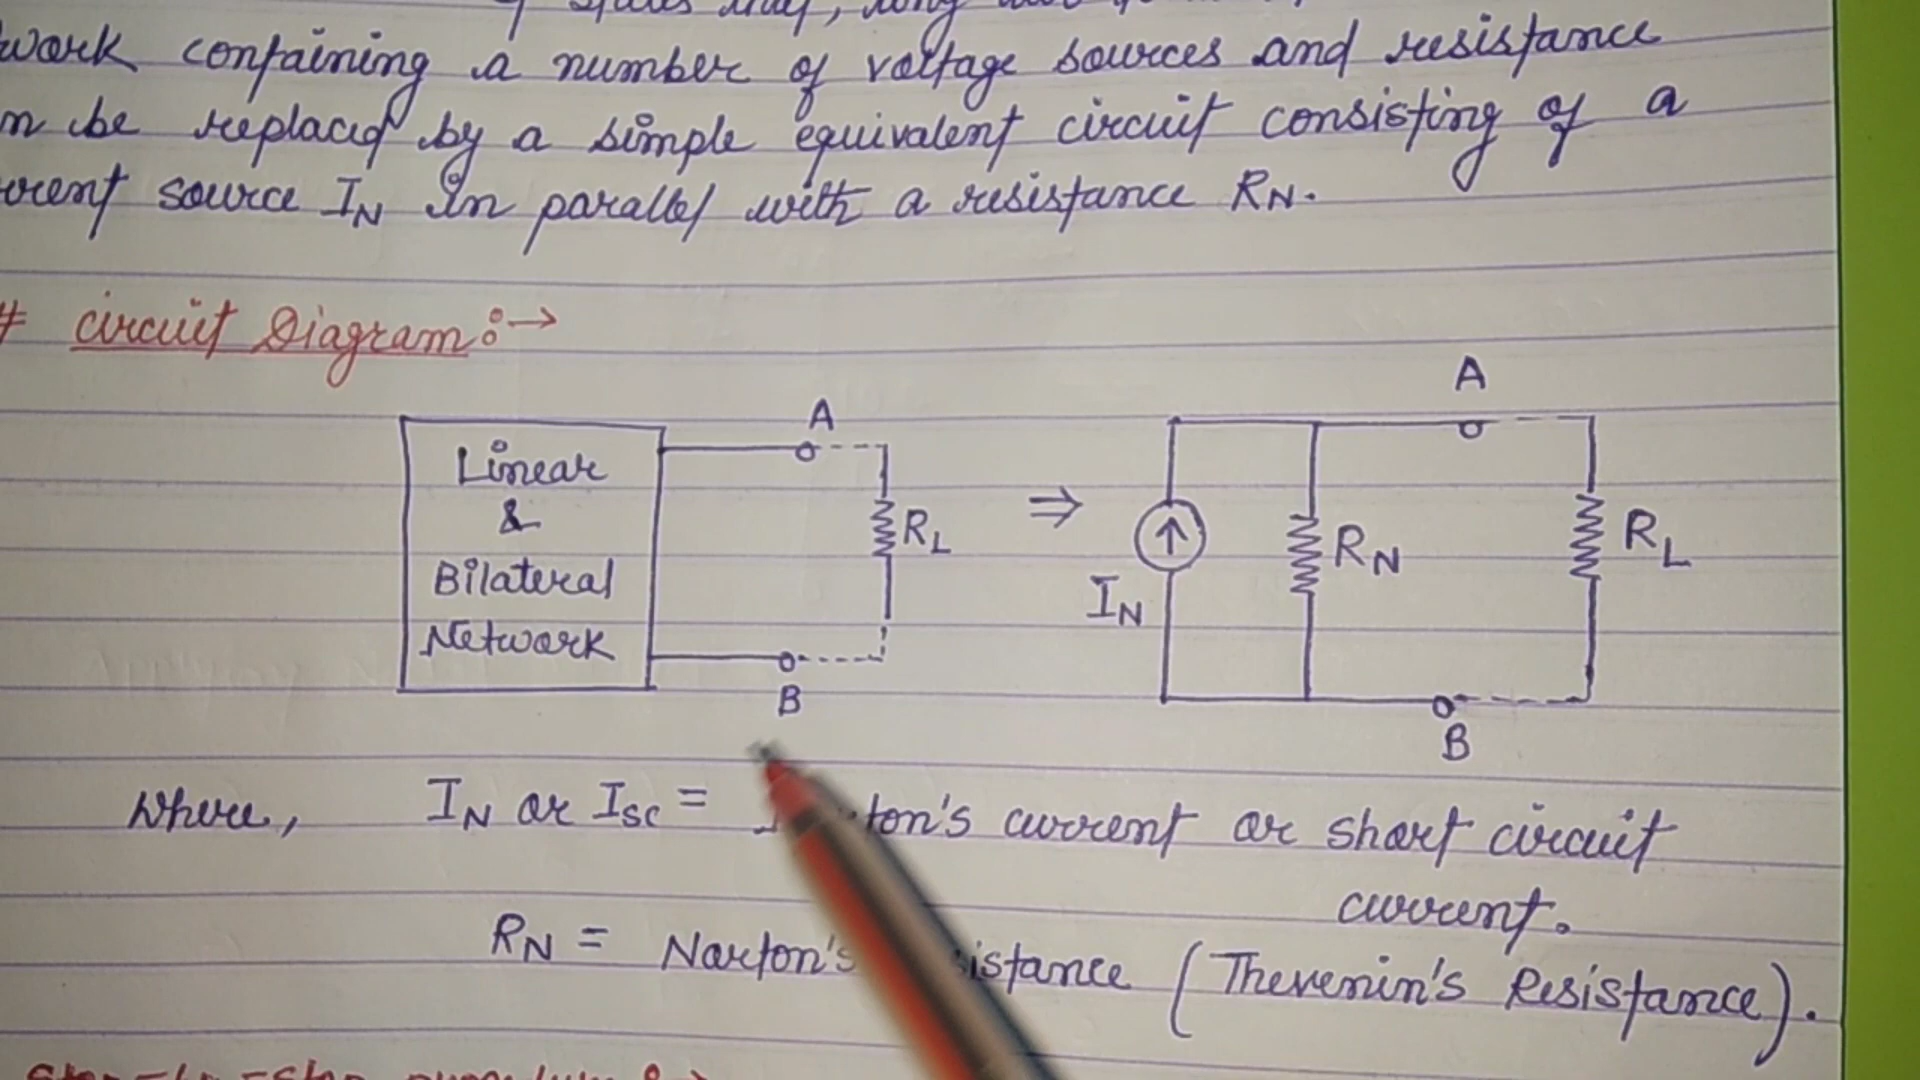 work containing a number of voltage sources and resistance
n be replaced by a simple equivalent circuit consisting of a
rrent source IN In parallel with a resistance RN.
# Circuit Diagram :→
A A
Linear
&
Bilateral
Network
RL ⇒ IN RN RL
B B
Where, IN or ISC = ton's current or short circuit
current.
RN = Norton's istance (Thevenin's Resistance).